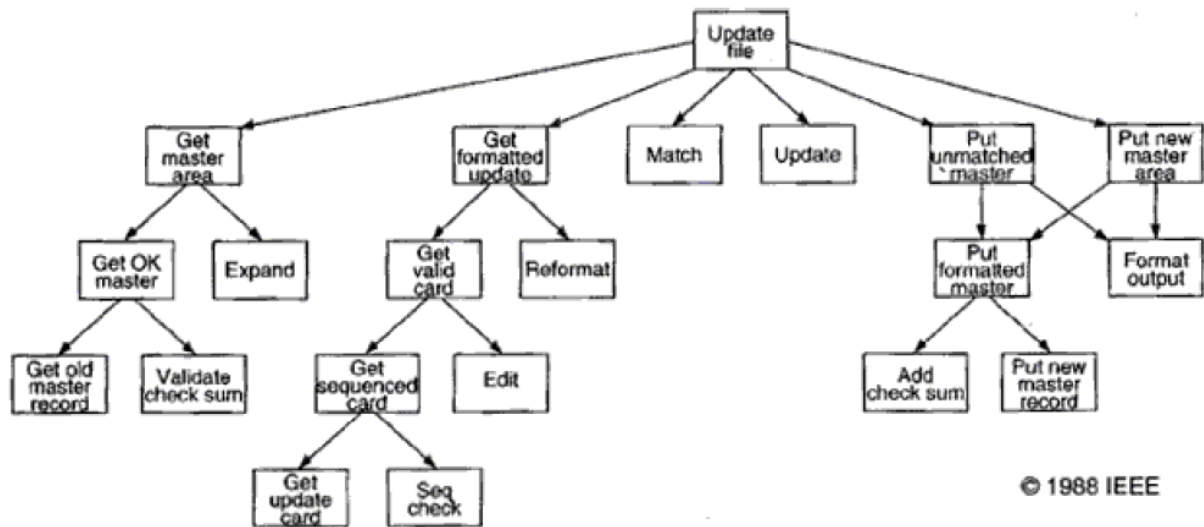 Update
file
Get
master
area
Get
formatted
update
Match
Update
Put
unmatched
master
Put new
master
area
Get OK
master
Expand
Get
valid
card
Reformat
Put
formatted
master
Format
output
Get old
master
record
Validate
check sum
Get
sequenced
card
Edit
Add
check sum
Put new
master
record
Get
update
card
Seq
check
© 1988 IEEE